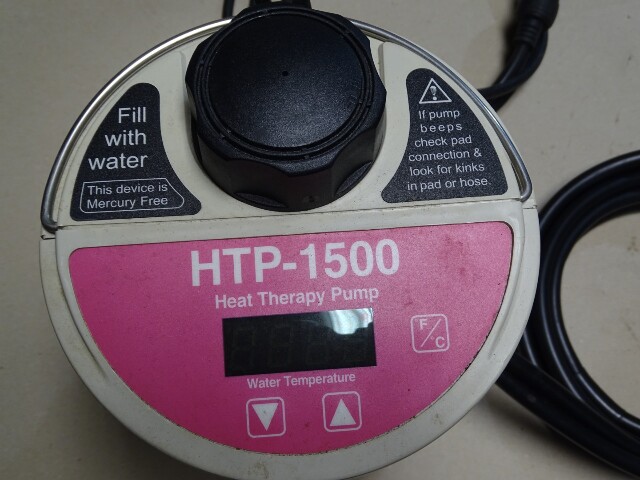 Fill
with
water
This device is
Mercury Free
If pump
beeps
check pad
connection &
look for kinks
in pad or hose.
HTP-1500
Heat Therapy Pump
F/C
Water Temperature